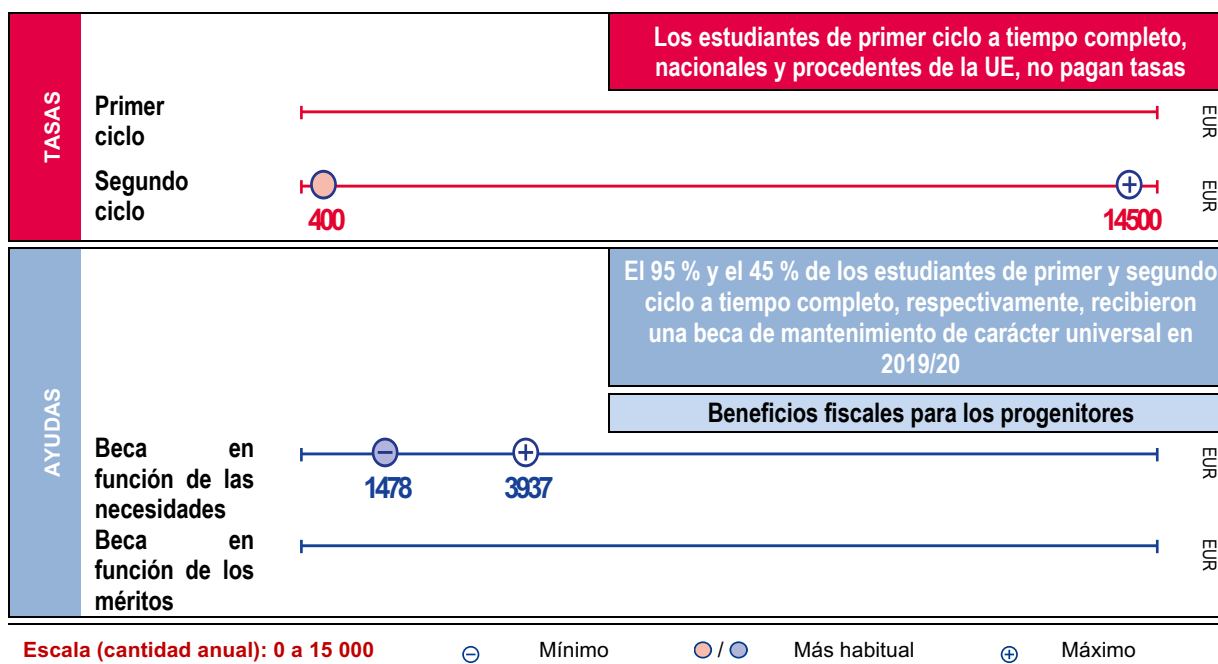 TASAS
Los estudiantes de primer ciclo a tiempo completo,
nacionales y procedentes de la UE, no pagan tasas
Primer
ciclo
EUR
Segundo
ciclo
400
14500
EUR
AYUDAS
El 95 % y el 45 % de los estudiantes de primer y segundo
ciclo a tiempo completo, respectivamente, recibieron
una beca de mantenimiento de carácter universal en
2019/20
Beneficios fiscales para los progenitores
Beca en
función de las
necesidades
1478
3937
EUR
Beca en
función de los
méritos
EUR
Escala (cantidad anual): 0 a 15 000 Mínimo / Más habitual Máximo